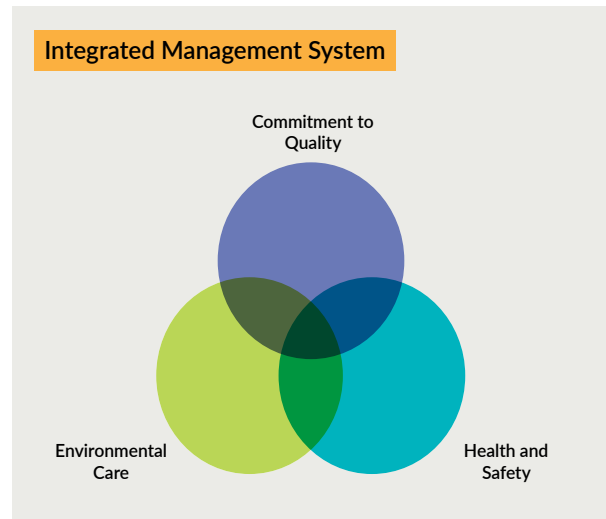 Integrated Management System
Commitment to
Quality
Environmental
Care
Health and
Safety